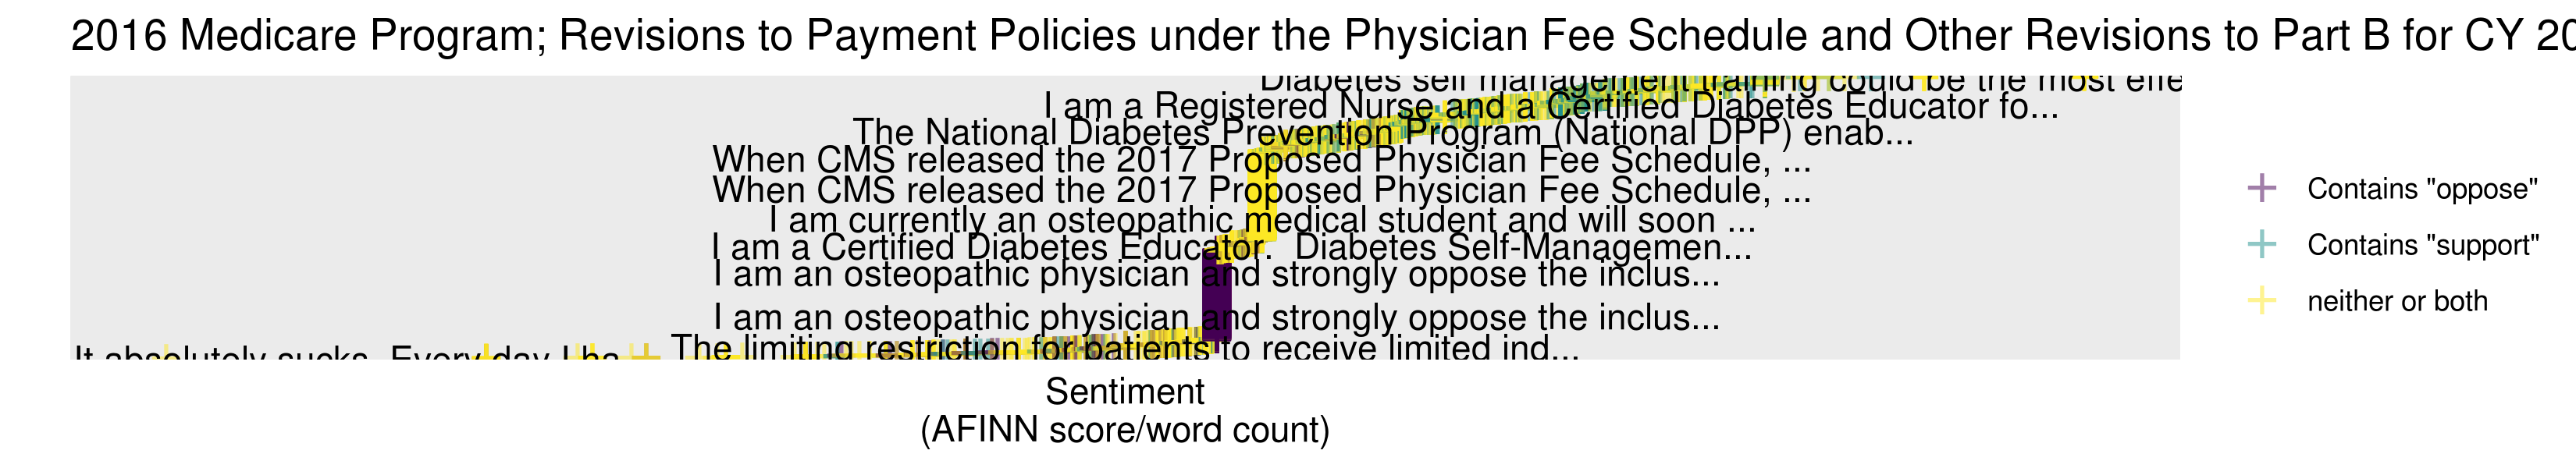 2016 Medicare Program; Revisions to Payment Policies under the Physician Fee Schedule and Other Revisions to Part B for CY 20
Diabetes self management training could be the most effe
I am a Registered Nurse and a Certified Diabetes Educator fo...
The National Diabetes Prevention Program (National DPP) enab...
When CMS released the 2017 Proposed Physician Fee Schedule, ...
When CMS released the 2017 Proposed Physician Fee Schedule, ...
I am currently an osteopathic medical student and will soon ...
I am a Certified Diabetes Educator.  Diabetes Self-Managemen...
I am an osteopathic physician and strongly oppose the inclus...
I am an osteopathic physician and strongly oppose the inclus...
The limiting restriction for patients to receive limited ind...
It absolutely sucks. Every day I ha
Contains "oppose"
Contains "support"
neither or both
Sentiment
(AFINN score/word count)